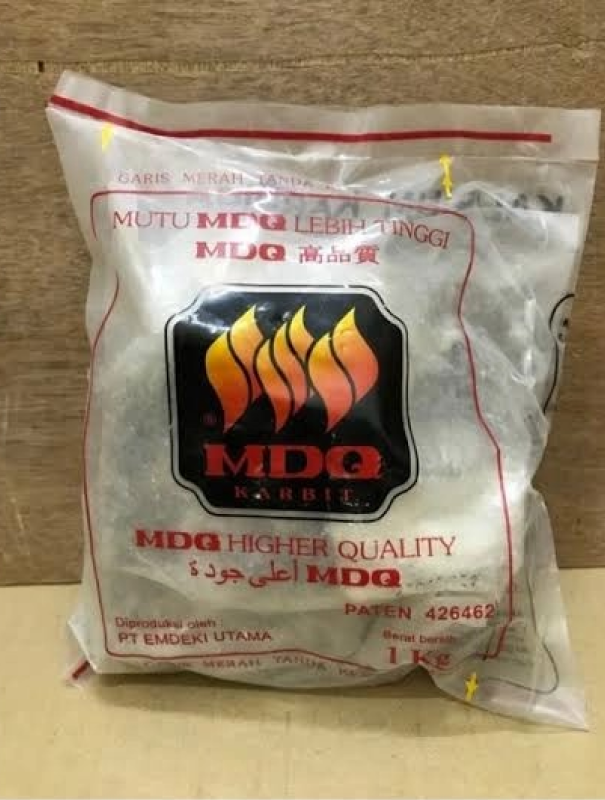 GARIS MERAH TANDA
MUTU MDQ LEBIH TINGGI
MDQ 高品質
®
MDQ
KARBIT
MDQ HIGHER QUALITY
MDQ أعلى جودة
PATEN 426462
Diproduksi oleh
PT EMDEKI UTAMA
Berat bersih
1 Kg
GARIS MERAH TANDA